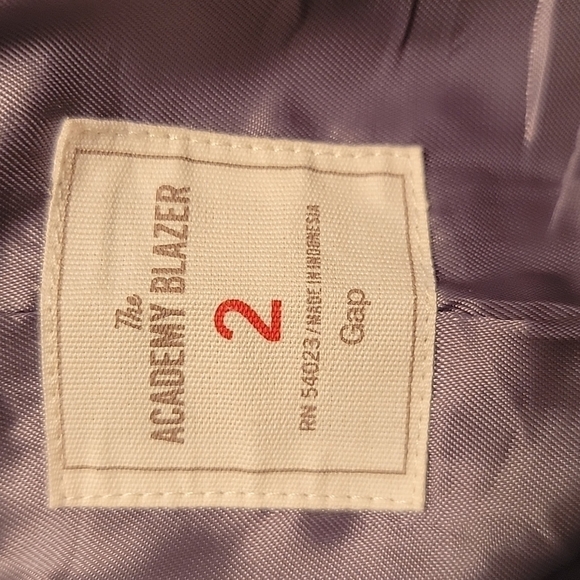 The
ACADEMY BLAZER
2
RN 54023 / MADE IN INDONESIA
Gap